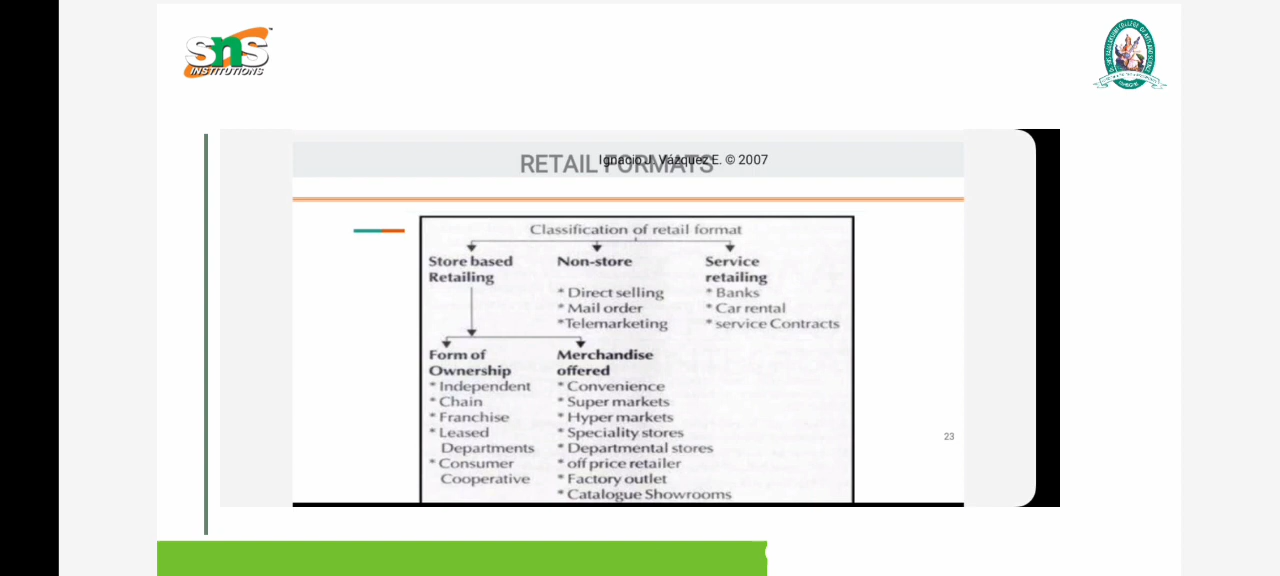 SNS
INSTITUTIONS
RETAIL FORMATS
Ignacio J. Vázquez E. © 2007
Classification of retail format
Store based
Retailing
Non-store
* Direct selling
* Mail order
*Telemarketing
Service
retailing
* Banks
* Car rental
* service Contracts
Form of
Ownership
* Independent
* Chain
* Franchise
* Leased
Departments
* Consumer
Cooperative
Merchandise
offered
* Convenience
* Super markets
* Hyper markets
* Speciality stores
* Departmental stores
* off price retailer
* Factory outlet
* Catalogue Showrooms
23